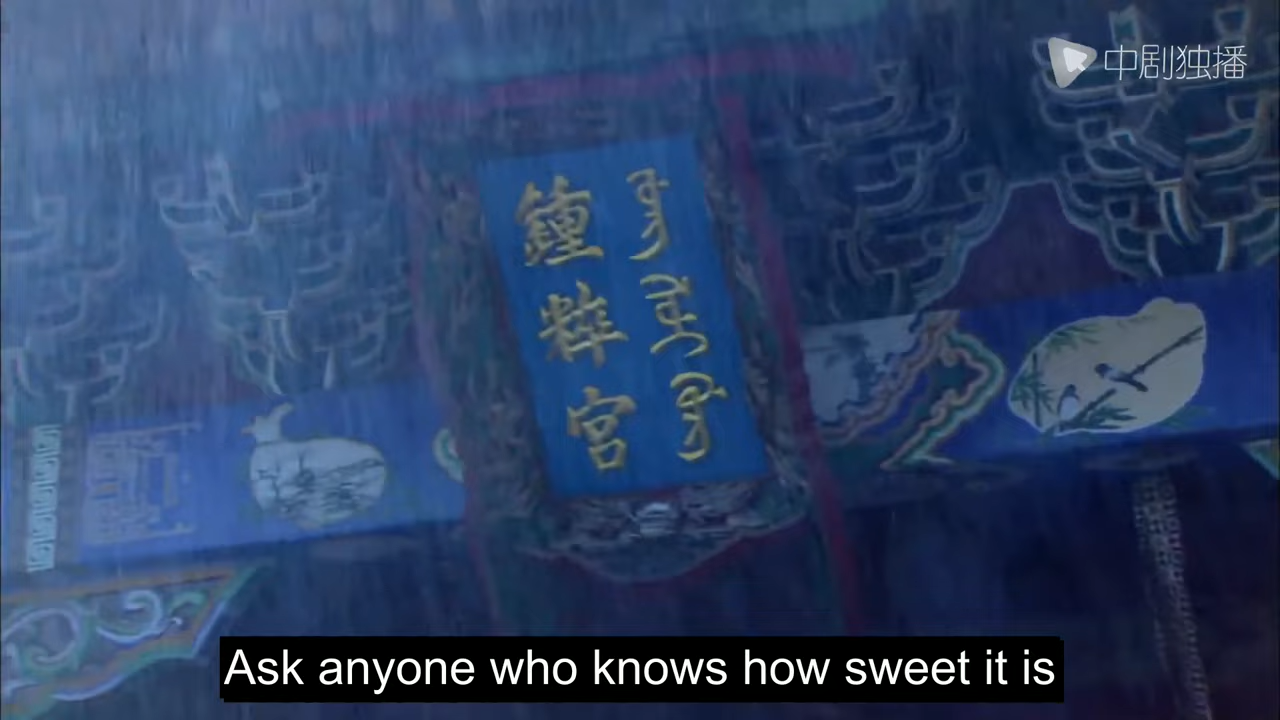 中剧独播
鍾粹宮
Ask anyone who knows how sweet it is